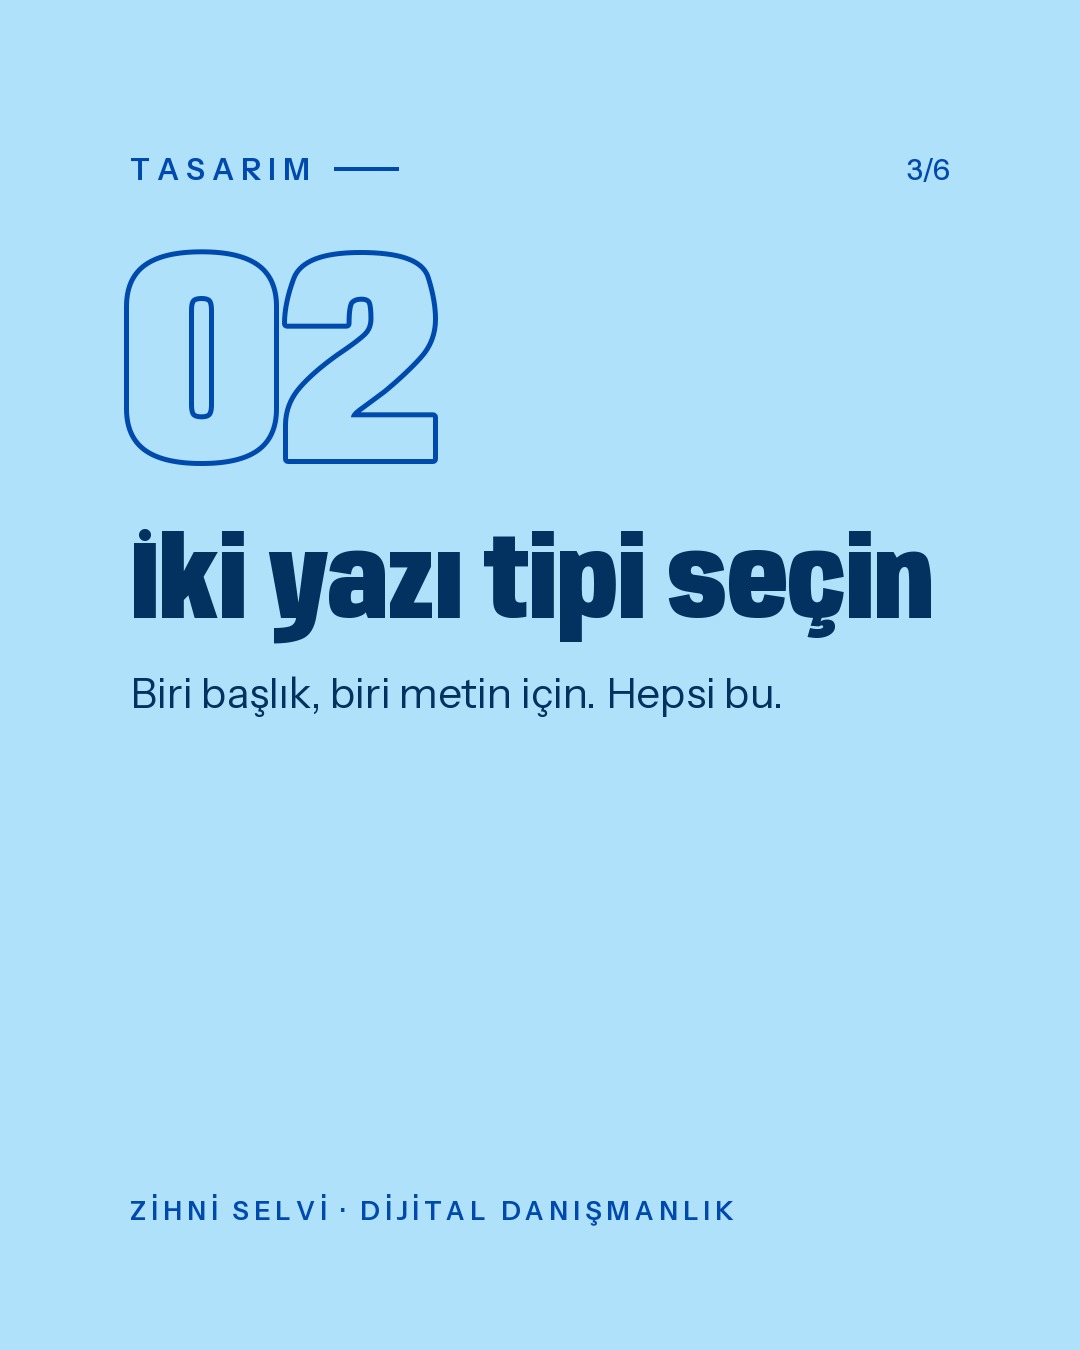 TASARIM
3/6
02
İki yazı tipi seçin
Biri başlık, biri metin için. Hepsi bu.
ZİHNİ SELVİ · DİJİTAL DANIŞMANLIK